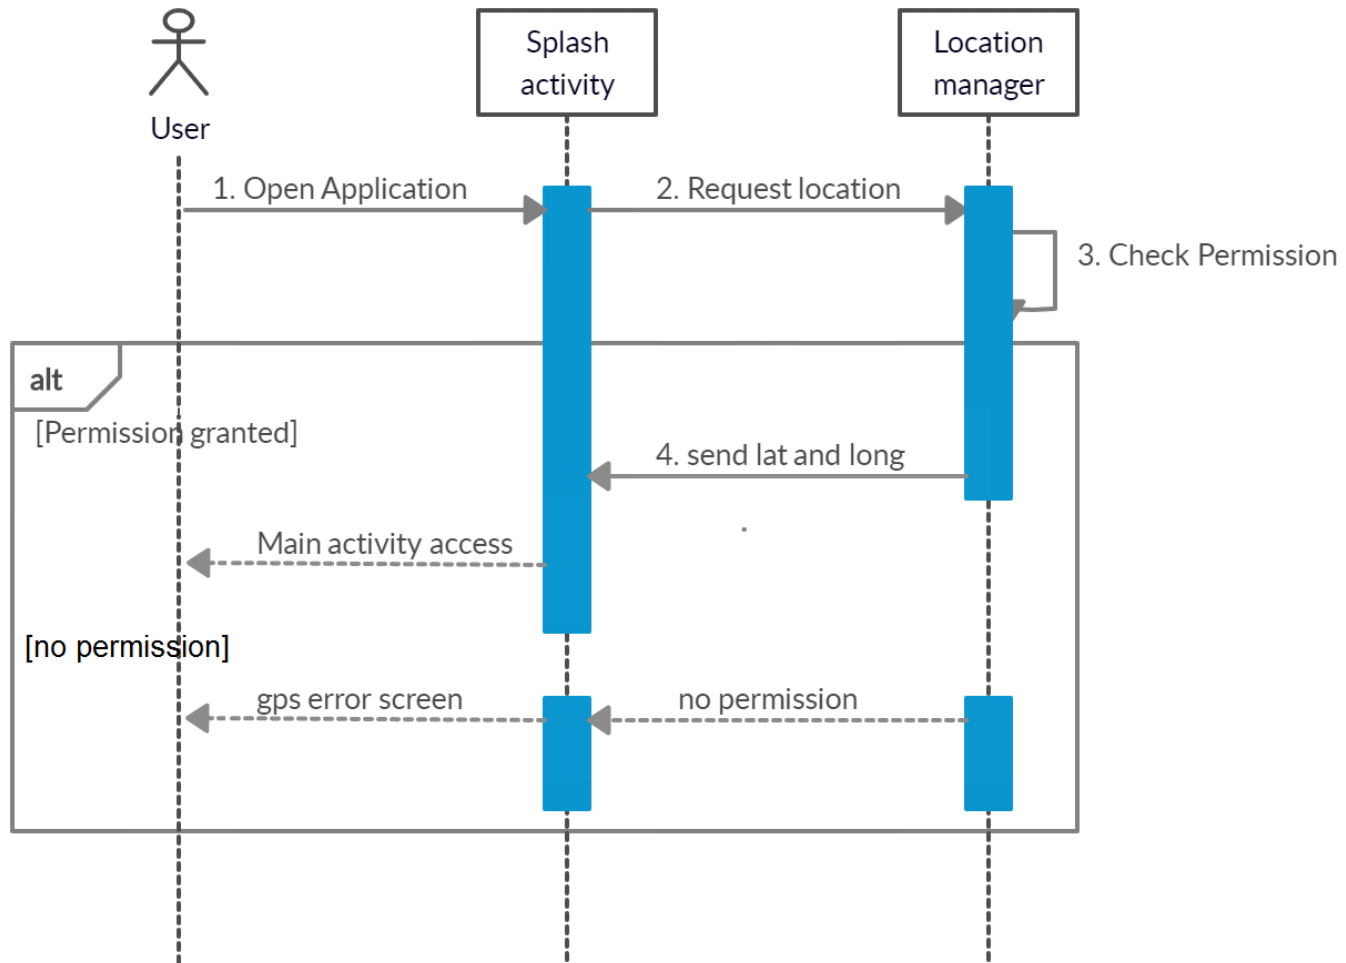 Splash
activity
Location
manager
User
1. Open Application
2. Request location
3. Check Permission
alt
[Permission granted]
4. send lat and long
Main activity access
[no permission]
gps error screen
no permission